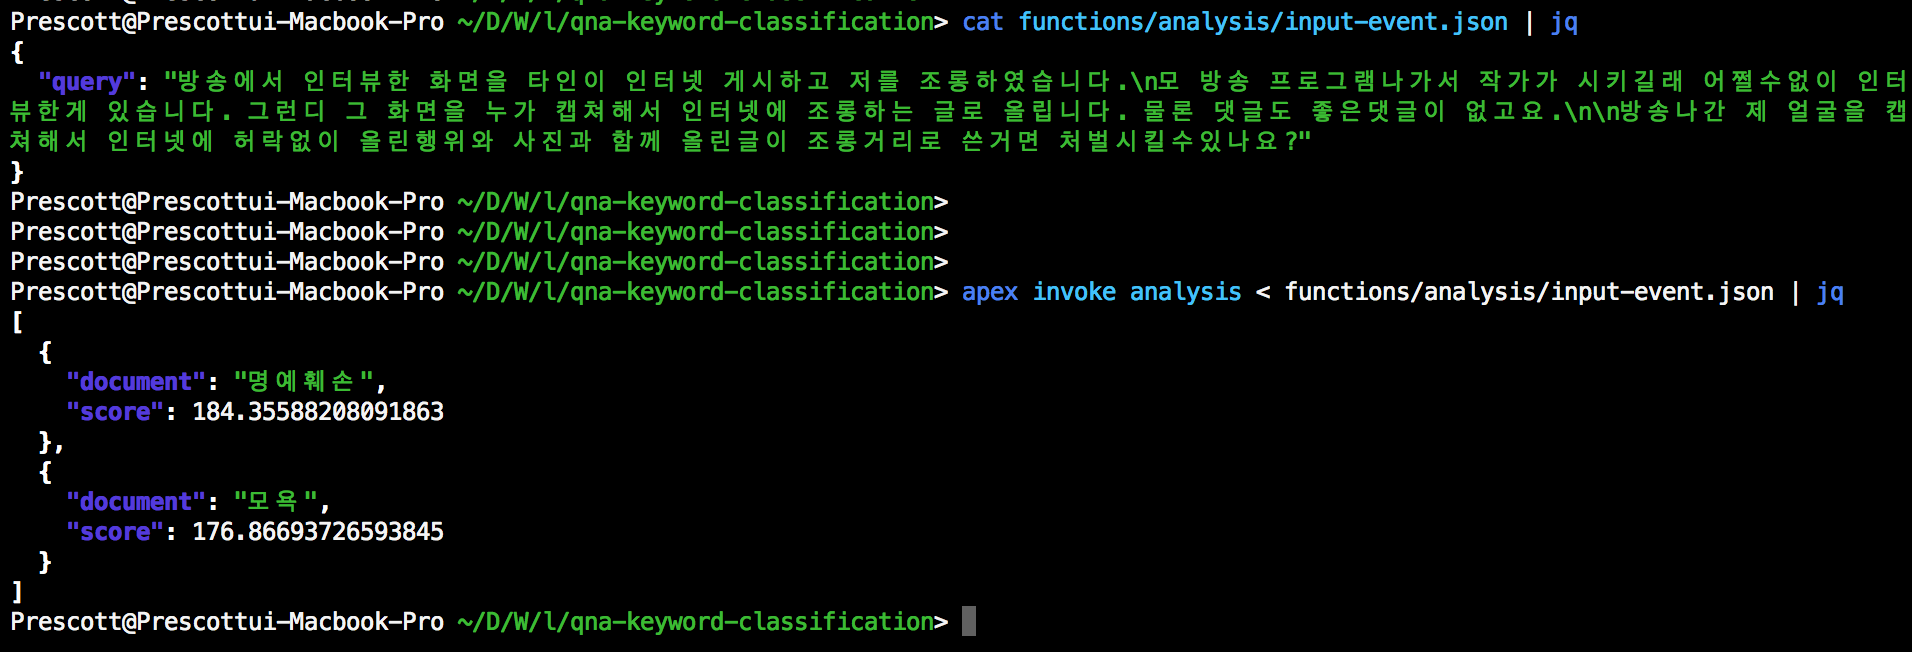 Prescott@Prescottui-Macbook-Pro ~/D/W/l/qna-keyword-classification> cat functions/analysis/input-event.json | jq
{
  "query": "방송에서 인터뷰한 화면을 타인이 인터넷 게시하고 저를 조롱하였습니다.\n모 방송 프로그램나가서 작가가 시키길래 어쩔수없이 인터
뷰한게 있습니다. 그런디 그 화면을 누가 캡쳐해서 인터넷에 조롱하는 글로 올립니다. 물론 댓글도 좋은댓글이 없고요.\n\n방송나간 제 얼굴을 캡
쳐해서 인터넷에 허락없이 올린행위와 사진과 함께 올린글이 조롱거리로 쓴거면 처벌시킬수있나요?"
}
Prescott@Prescottui-Macbook-Pro ~/D/W/l/qna-keyword-classification>
Prescott@Prescottui-Macbook-Pro ~/D/W/l/qna-keyword-classification>
Prescott@Prescottui-Macbook-Pro ~/D/W/l/qna-keyword-classification>
Prescott@Prescottui-Macbook-Pro ~/D/W/l/qna-keyword-classification> apex invoke analysis < functions/analysis/input-event.json | jq
[
  {
    "document": "명예훼손",
    "score": 184.35588208091863
  },
  {
    "document": "모욕",
    "score": 176.86693726593845
  }
]
Prescott@Prescottui-Macbook-Pro ~/D/W/l/qna-keyword-classification>